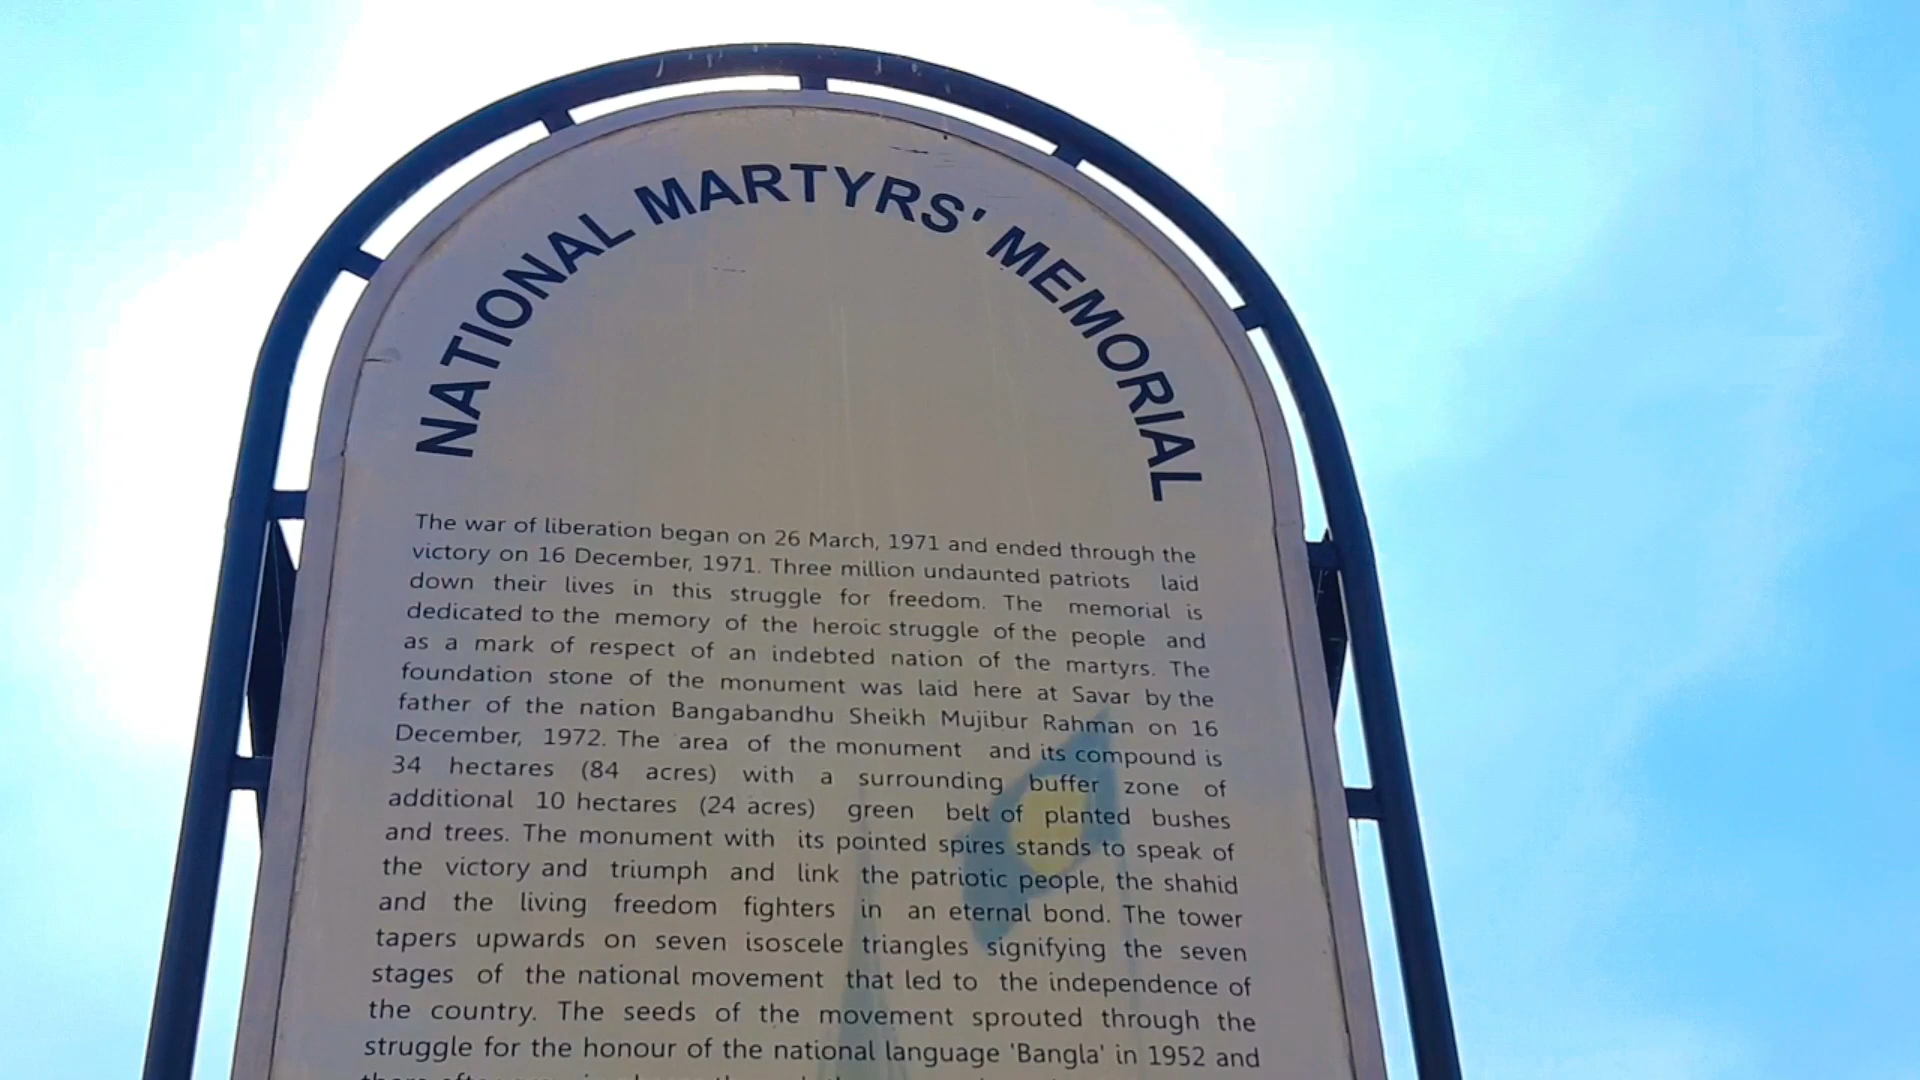 NATIONAL MARTYRS' MEMORIAL
The war of liberation began on 26 March, 1971 and ended through the
victory on 16 December, 1971. Three million undaunted patriots laid
down their lives in this struggle for freedom. The memorial is
dedicated to the memory of the heroic struggle of the people and
as a mark of respect of an indebted nation of the martyrs. The
foundation stone of the monument was laid here at Savar by the
father of the nation Bangabandhu Sheikh Mujibur Rahman on 16
December, 1972. The area of the monument and its compound is
34 hectares (84 acres) with a surrounding buffer zone of
additional 10 hectares (24 acres) green belt of planted bushes
and trees. The monument with its pointed spires stands to speak of
the victory and triumph and link the patriotic people, the shahid
and the living freedom fighters in an eternal bond. The tower
tapers upwards on seven isoscele triangles signifying the seven
stages of the national movement that led to the independence of
the country. The seeds of the movement sprouted through the
struggle for the honour of the national language 'Bangla' in 1952 and